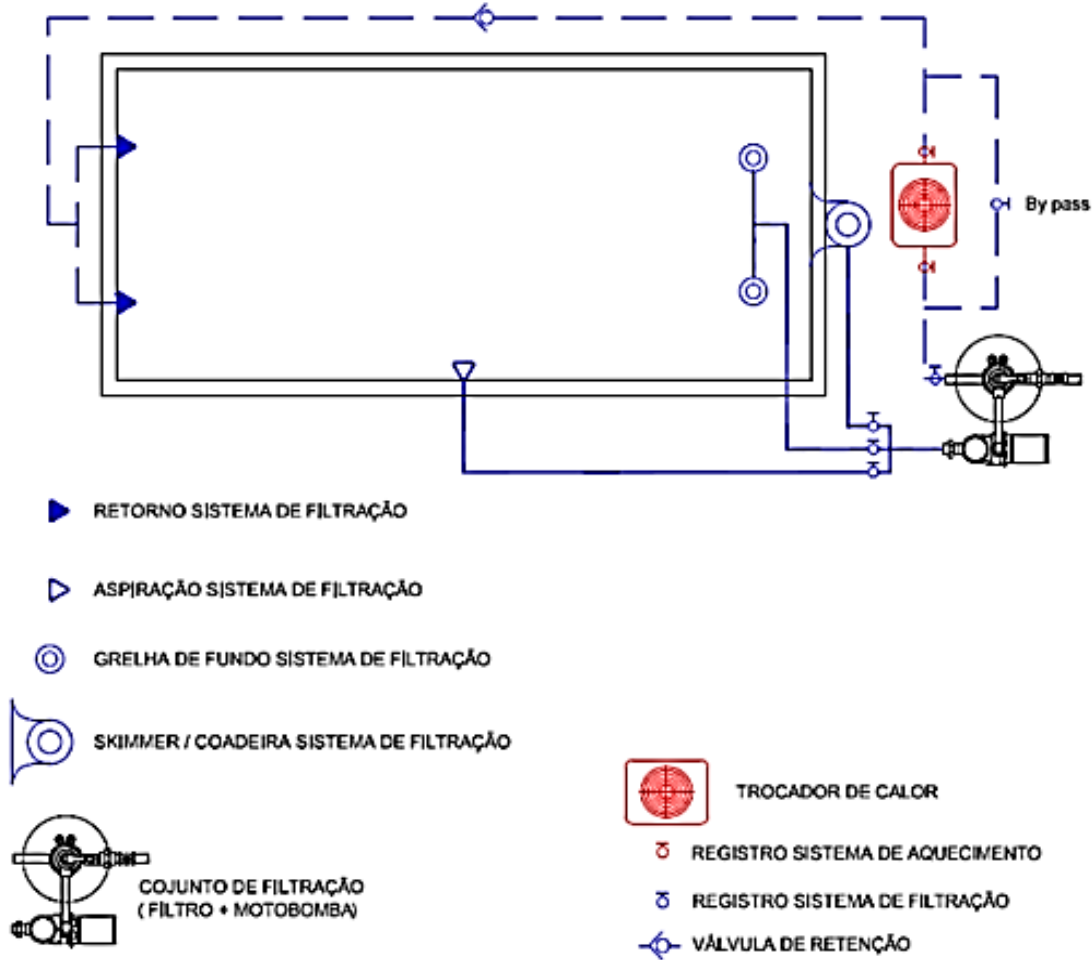 By pass
RETORNO SISTEMA DE FILTRAÇÃO
ASPIRAÇÃO SISTEMA DE FILTRAÇÃO
GRELHA DE FUNDO SISTEMA DE FILTRAÇÃO
SKIMMER / COADEIRA SISTEMA DE FILTRAÇÃO
COJUNTO DE FILTRAÇÃO
( FILTRO + MOTOBOMBA)
TROCADOR DE CALOR
REGISTRO SISTEMA DE AQUECIMENTO
REGISTRO SISTEMA DE FILTRAÇÃO
VÁLVULA DE RETENÇÃO